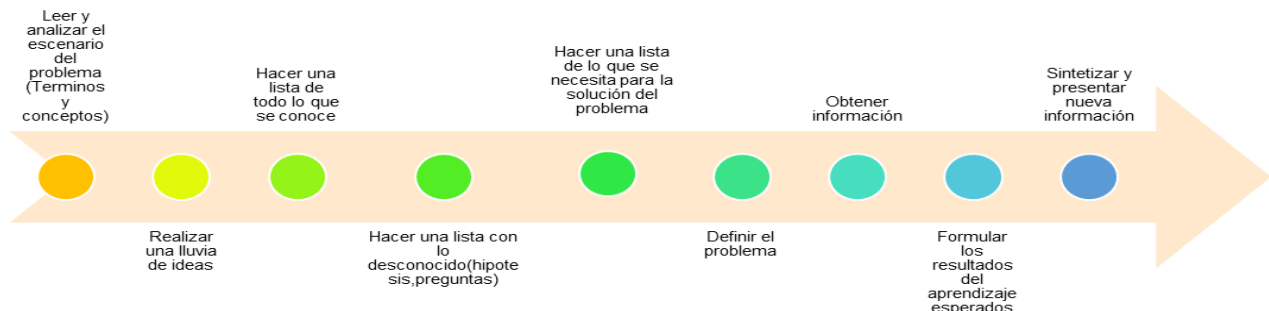 Leer y
analizar el
escenario
del
problema
(Terminos
y
conceptos)
Realizar
una lluvia
de ideas
Hacer una
lista de
todo lo que
se conoce
Hacer una lista con
lo
desconocido(hipote
sis,preguntas)
Hacer una lista
de lo que se
necesita para la
solución del
problema
Definir el
problema
Obtener
información
Formular
los
resultados
del
aprendizaje
esperados
Sintetizar y
presentar
nueva
información